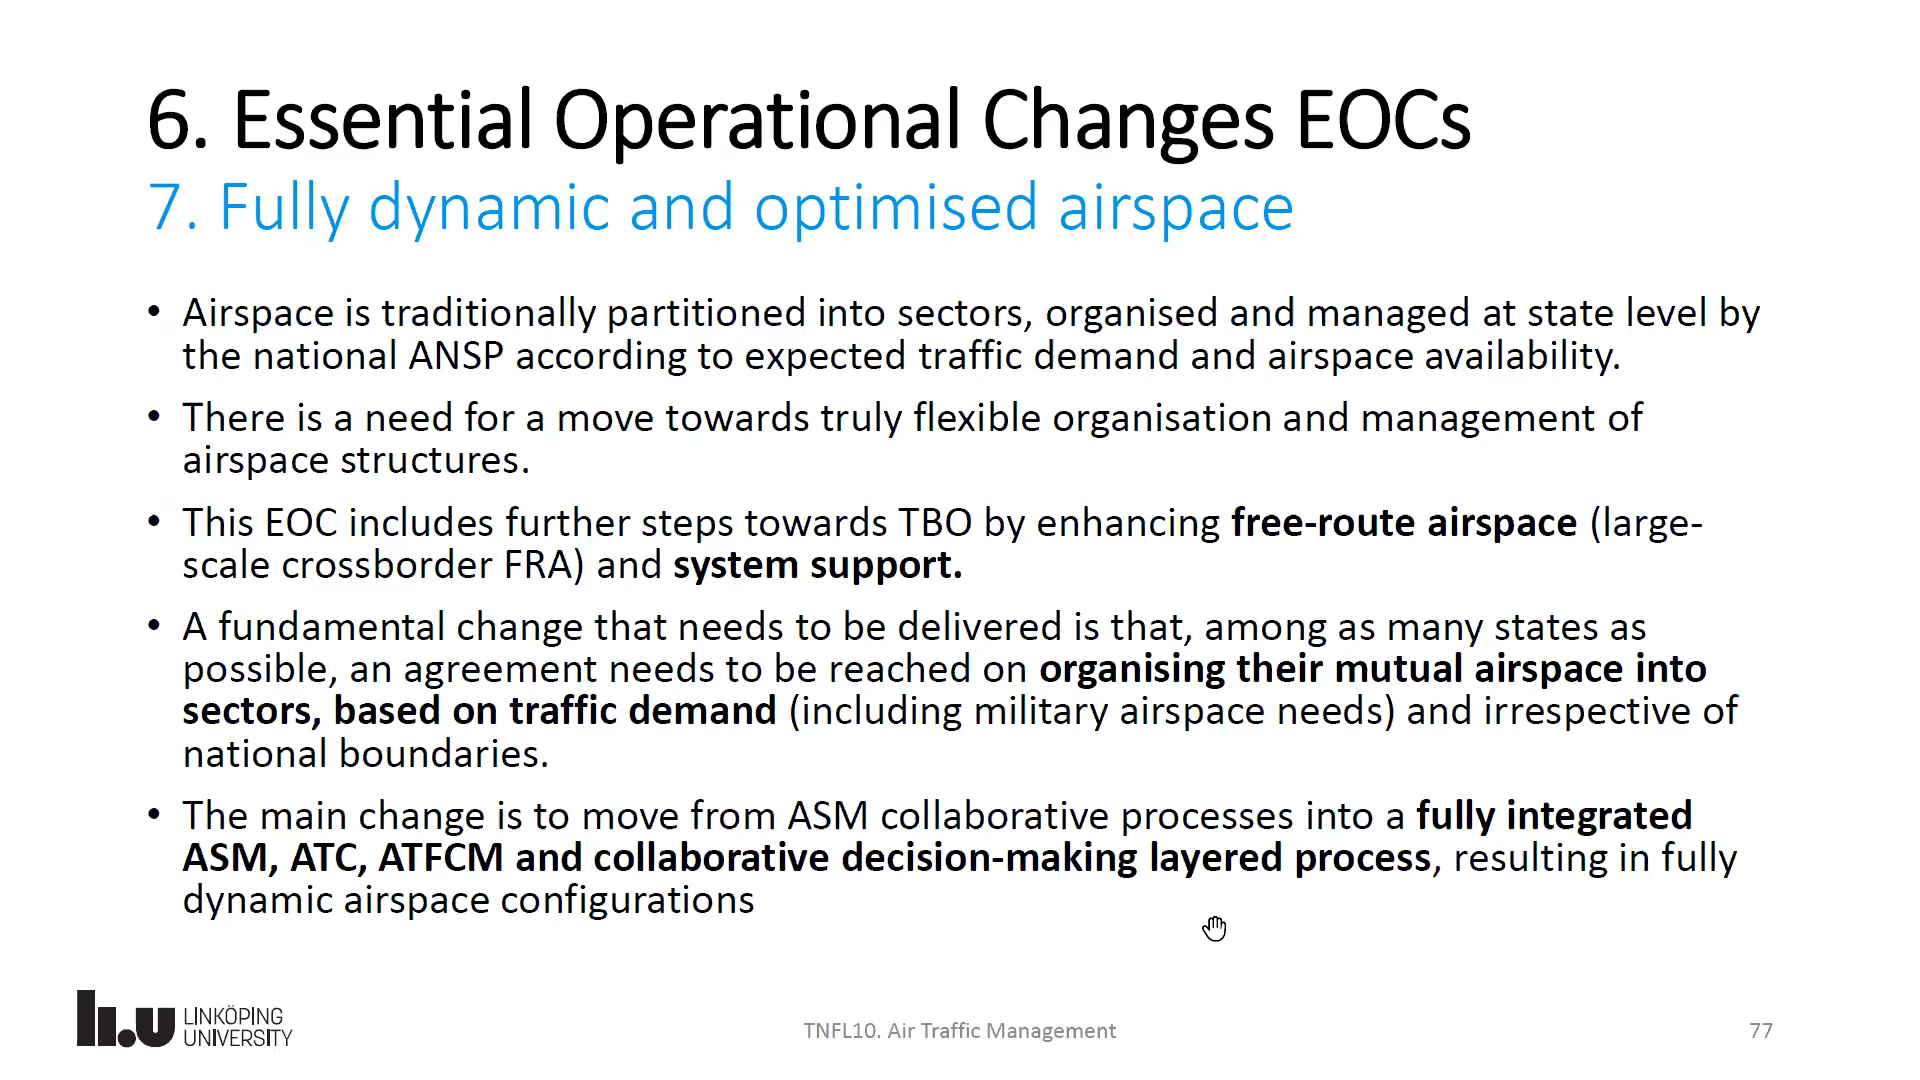 6. Essential Operational Changes EOCs
7. Fully dynamic and optimised airspace
• Airspace is traditionally partitioned into sectors, organised and managed at state level by
the national ANSP according to expected traffic demand and airspace availability.
• There is a need for a move towards truly flexible organisation and management of
airspace structures.
• This EOC includes further steps towards TBO by enhancing free-route airspace (large-
scale crossborder FRA) and system support.
• A fundamental change that needs to be delivered is that, among as many states as
possible, an agreement needs to be reached on organising their mutual airspace into
sectors, based on traffic demand (including military airspace needs) and irrespective of
national boundaries.
• The main change is to move from ASM collaborative processes into a fully integrated
ASM, ATC, ATFCM and collaborative decision-making layered process, resulting in fully
dynamic airspace configurations
li.u LINKÖPING
UNIVERSITY
TNFL10. Air Traffic Management
77